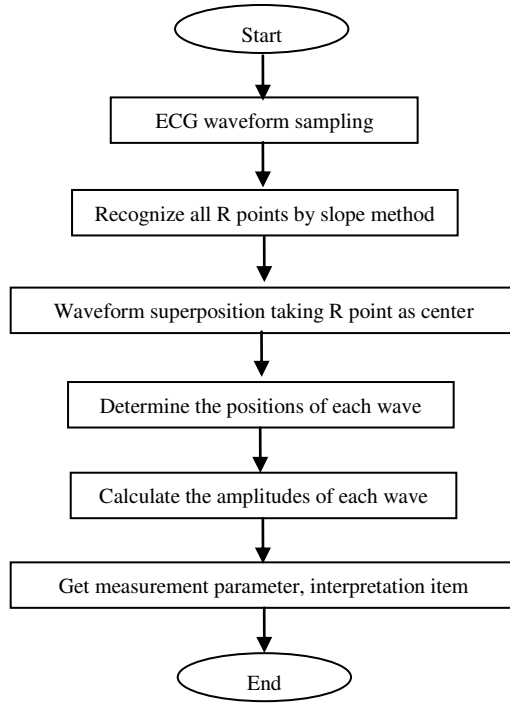 Start
ECG waveform sampling
Recognize all R points by slope method
Waveform superposition taking R point as center
Determine the positions of each wave
Calculate the amplitudes of each wave
Get measurement parameter, interpretation item
End